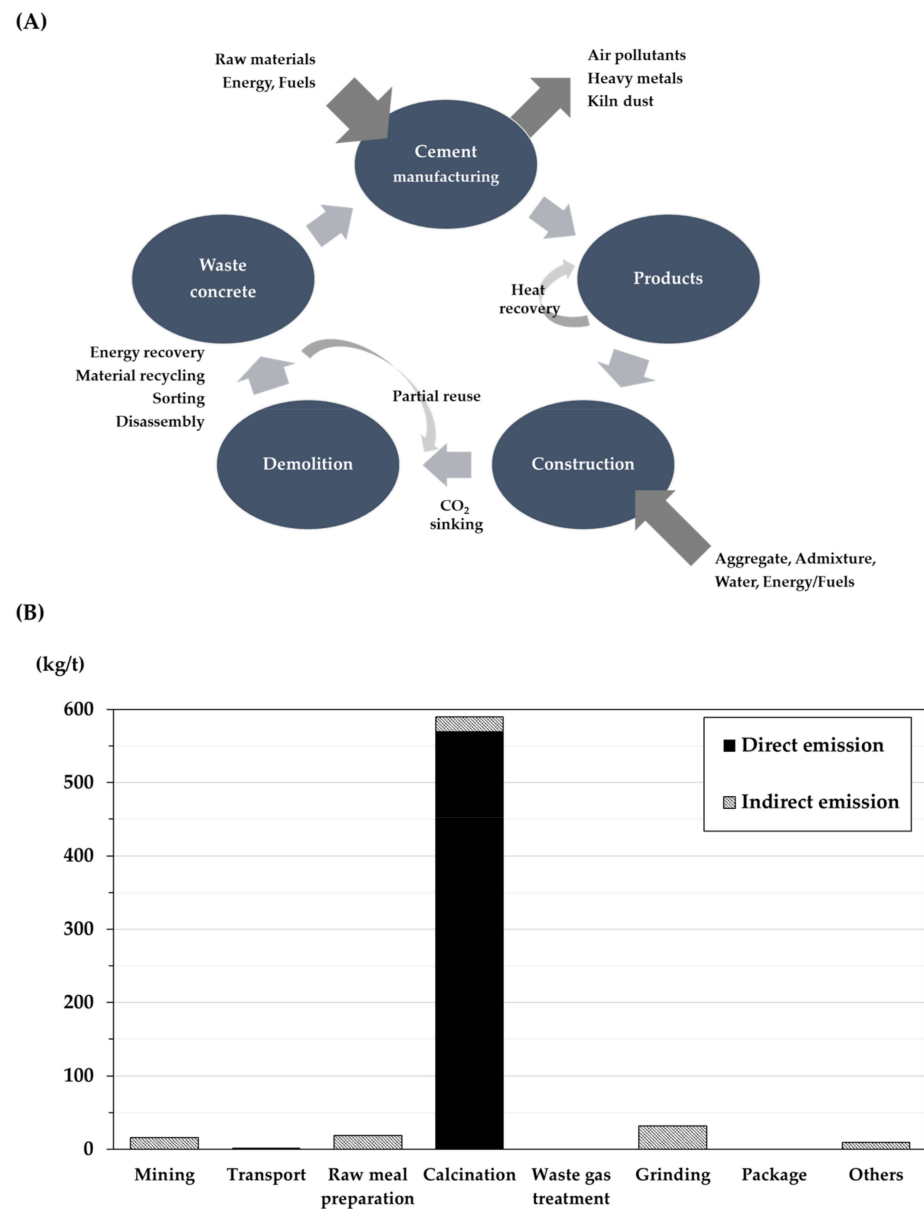 (A)
Raw materials
Energy, Fuels
Air pollutants
Heavy metals
Kiln dust
Cement
manufacturing
Waste
concrete
Products
Heat
recovery
Energy recovery
Material recycling
Sorting
Disassembly
Partial reuse
Demolition
Construction
CO₂
sinking
Aggregate, Admixture,
Water, Energy/Fuels
(B)
(kg/t)
600
500
400
300
200
100
0
Direct emission
Indirect emission
Mining
Transport
Raw meal
preparation
Calcination
Waste gas
treatment
Grinding
Package
Others